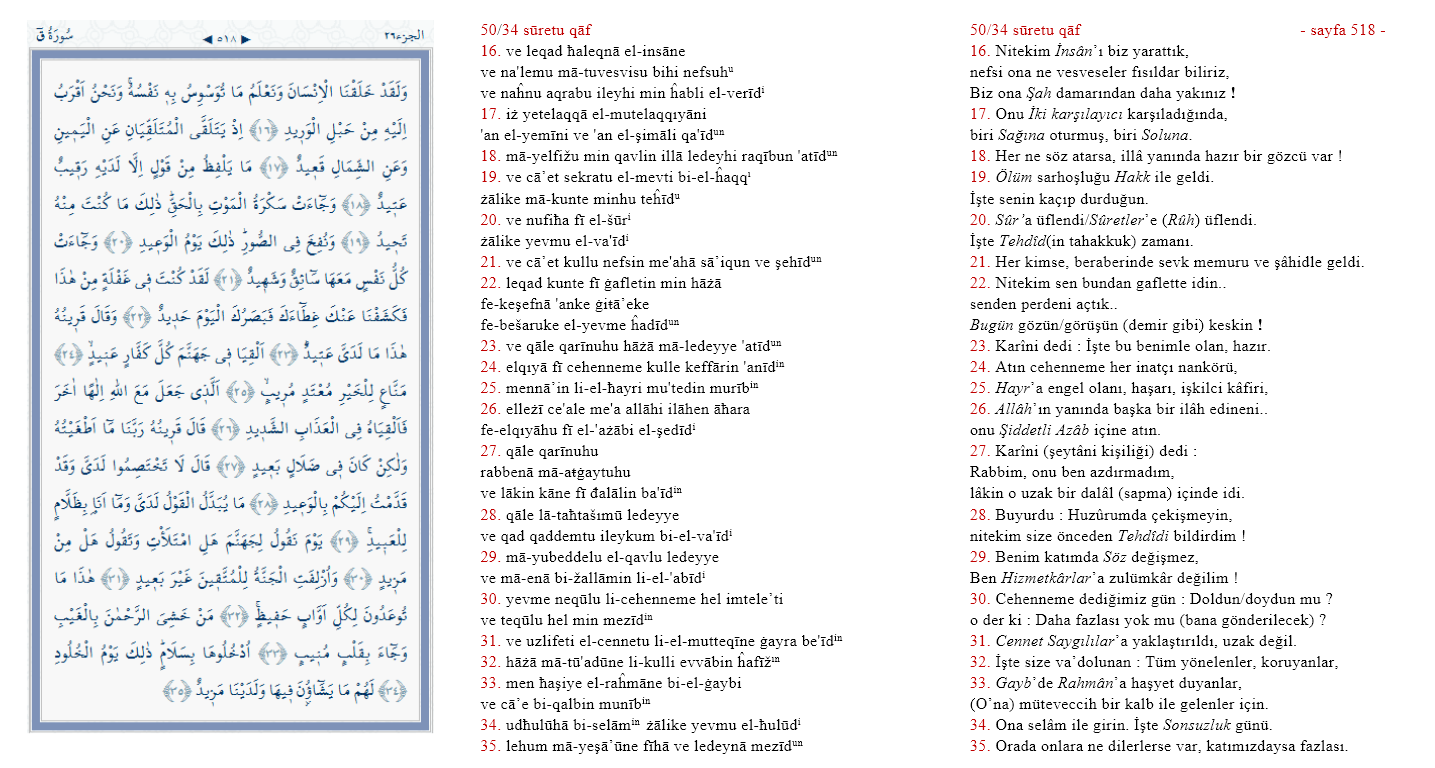 سُورَةُ قٓ
◀ ٥١٨ ▶
الجزء٢٦
وَلَقَدْ خَلَقْنَا الْاِنْسَانَ وَنَعْلَمُ مَا تُوَسْوِسُ بِه۪ نَفْسُهُۚ وَنَحْنُ اَقْرَبُ
اِلَيْهِ مِنْ حَبْلِ الْوَر۪يدِ ﴿١٦﴾ اِذْ يَتَلَقَّى الْمُتَلَقِّيَانِ عَنِ الْيَم۪ينِ
وَعَنِ الشِّمَالِ قَع۪يدٌ ﴿١٧﴾ مَا يَلْفِظُ مِنْ قَوْلٍ اِلَّا لَدَيْهِ رَق۪يبٌ
عَت۪يدٌ ﴿١٨﴾ وَجَٓاءَتْ سَكْرَةُ الْمَوْتِ بِالْحَقِّۜ ذٰلِكَ مَا كُنْتَ مِنْهُ
تَح۪يدُ ﴿١٩﴾ وَنُفِخَ فِي الصُّورِۜ ذٰلِكَ يَوْمُ الْوَع۪يدِ ﴿٢٠﴾ وَجَٓاءَتْ
كُلُّ نَفْسٍ مَعَهَا سَٓائِقٌ وَشَه۪يدٌ ﴿٢١﴾ لَقَدْ كُنْتَ ف۪ي غَفْلَةٍ مِنْ هٰذَا
فَكَشَفْنَا عَنْكَ غِطَٓاءَكَ فَبَصَرُكَ الْيَوْمَ حَد۪يدٌ ﴿٢٢﴾ وَقَالَ قَر۪ينُهُ
هٰذَا مَا لَدَيَّ عَت۪يدٌۜ ﴿٢٣﴾ اَلْقِيَا ف۪ي جَهَنَّمَ كُلَّ كَفَّارٍ عَن۪يدٍۙ ﴿٢٤﴾
مَنَّاعٍ لِلْخَيْرِ مُعْتَدٍ مُر۪يبٍۙ ﴿٢٥﴾ اَلَّذ۪ي جَعَلَ مَعَ اللّٰهِ اِلٰهًا اٰخَرَ
فَاَلْقِيَاهُ فِي الْعَذَابِ الشَّد۪يدِ ﴿٢٦﴾ قَالَ قَر۪ينُهُ رَبَّنَا مَٓا اَطْغَيْتُهُ
وَلٰكِنْ كَانَ ف۪ي ضَلَالٍ بَع۪يدٍ ﴿٢٧﴾ قَالَ لَا تَخْتَصِمُوا لَدَيَّ وَقَدْ
قَدَّمْتُ اِلَيْكُمْ بِالْوَع۪يدِ ﴿٢٨﴾ مَا يُبَدَّلُ الْقَوْلُ لَدَيَّ وَمَٓا اَنَا۬ بِظَلَّامٍ
لِلْعَب۪يدِ۟ ﴿٢٩﴾ يَوْمَ نَقُولُ لِجَهَنَّمَ هَلِ امْتَلَأْتِ وَتَقُولُ هَلْ مِنْ
مَز۪يدٍ ﴿٣٠﴾ وَاُزْلِفَتِ الْجَنَّةُ لِلْمُتَّق۪ينَ غَيْرَ بَع۪يدٍ ﴿٣١﴾ هٰذَا مَا
تُوعَدُونَ لِكُلِّ اَوَّابٍ حَف۪يظٍۚ ﴿٣٢﴾ مَنْ خَشِيَ الرَّحْمٰنَ بِالْغَيْبِ
وَجَٓاءَ بِقَلْبٍ مُن۪يبٍۙ ﴿٣٣﴾ اُدْخُلُوهَا بِسَلَامٍۜ ذٰلِكَ يَوْمُ الْخُلُودِ
﴿٣٤﴾ لَهُمْ مَا يَشَٓاؤُ۫نَ ف۪يهَا وَلَدَيْنَا مَز۪يدٌ ﴿٣٥﴾
50/34 sūretu qāf
16. ve leqad ħaleqnā el-insāne
ve na'lemu mā-tuvesvisu bihi nefsuhᵘ
ve naĥnu aqrabu ileyhi min ĥabli el-verīdⁱ
17. iż yetelaqqā el-mutelaqqıyāni
'an el-yemīni ve 'an el-şimāli qa'īdᵘⁿ
18. mā-yelfižu min qavlin illā ledeyhi raqībun 'atīdᵘⁿ
19. ve cā’et sekratu el-mevti bi-el-ĥaqqⁱ
żālike mā-kunte minhu teĥīdᵘ
20. ve nufiħa fī el-šūrⁱ
żālike yevmu el-va'īdⁱ
21. ve cā’et kullu nefsin me'ahā sā’iqun ve şehīdᵘⁿ
22. leqad kunte fī ġafletin min hāżā
fe-keşefnā 'anke ġiŧā’eke
fe-bešaruke el-yevme ĥadīdᵘⁿ
23. ve qāle qarīnuhu hāżā mā-ledeyye 'atīdᵘⁿ
24. elqıyā fī cehenneme kulle keffārin 'anīdⁱⁿ
25. mennā’in li-el-ħayri mu'tedin murībⁱⁿ
26. elleżī ce'ale me'a allāhi ilāhen āħara
fe-elqıyāhu fī el-'ażābi el-şedīdⁱ
27. qāle qarīnuhu
rabbenā mā-aŧġaytuhu
ve lākin kāne fī đalālin ba'īdⁱⁿ
28. qāle lā-taħtašımū ledeyye
ve qad qaddemtu ileykum bi-el-va'īdⁱ
29. mā-yubeddelu el-qavlu ledeyye
ve mā-enā bi-žallāmin li-el-'abīdⁱ
30. yevme neqūlu li-cehenneme hel imtele’ti
ve teqūlu hel min mezīdⁱⁿ
31. ve uzlifeti el-cennetu li-el-mutteqīne ġayra be'īdⁱⁿ
32. hāżā mā-tū'adūne li-kulli evvābin ĥafīžⁱⁿ
33. men ħaşiye el-raĥmāne bi-el-ġaybi
ve cā’e bi-qalbin munībⁱⁿ
34. udħulūhā bi-selāmⁱⁿ żālike yevmu el-ħulūdⁱ
35. lehum mā-yeşā’ūne fīhā ve ledeynā mezīdᵘⁿ
50/34 sūretu qāf - sayfa 518 -
16. Nitekim İnsân’ı biz yarattık,
nefsi ona ne vesveseler fısıldar biliriz,
Biz ona Şah damarından daha yakınız !
17. Onu İki karşılayıcı karşıladığında,
biri Sağına oturmuş, biri Soluna.
18. Her ne söz atarsa, illâ yanında hazır bir gözcü var !
19. Ölüm sarhoşluğu Hakk ile geldi.
İşte senin kaçıp durduğun.
20. Sûr’a üflendi/Sûretler’e (Rûh) üflendi.
İşte Tehdîd(in tahakkuk) zamanı.
21. Her kimse, beraberinde sevk memuru ve şâhidle geldi.
22. Nitekim sen bundan gaflette idin..
senden perdeni açtık..
Bugün gözün/görüşün (demir gibi) keskin !
23. Karîni dedi : İşte bu benimle olan, hazır.
24. Atın cehenneme her inatçı nankörü,
25. Hayr’a engel olanı, haşarı, işkilci kâfiri,
26. Allâh’ın yanında başka bir ilâh edineni..
onu Şiddetli Azâb içine atın.
27. Karîni (şeytâni kişiliği) dedi :
Rabbim, onu ben azdırmadım,
lâkin o uzak bir dalâl (sapma) içinde idi.
28. Buyurdu : Huzûrumda çekişmeyin,
nitekim size önceden Tehdîdi bildirdim !
29. Benim katımda Söz değişmez,
Ben Hizmetkârlar’a zulümkâr değilim !
30. Cehenneme dediğimiz gün : Doldun/doydun mu ?
o der ki : Daha fazlası yok mu (bana gönderilecek) ?
31. Cennet Saygılılar’a yaklaştırıldı, uzak değil.
32. İşte size va’dolunan : Tüm yönelenler, koruyanlar,
33. Gayb’de Rahmân’a haşyet duyanlar,
(O’na) müteveccih bir kalb ile gelenler için.
34. Ona selâm ile girin. İşte Sonsuzluk günü.
35. Orada onlara ne dilerlerse var, katımızdaysa fazlası.